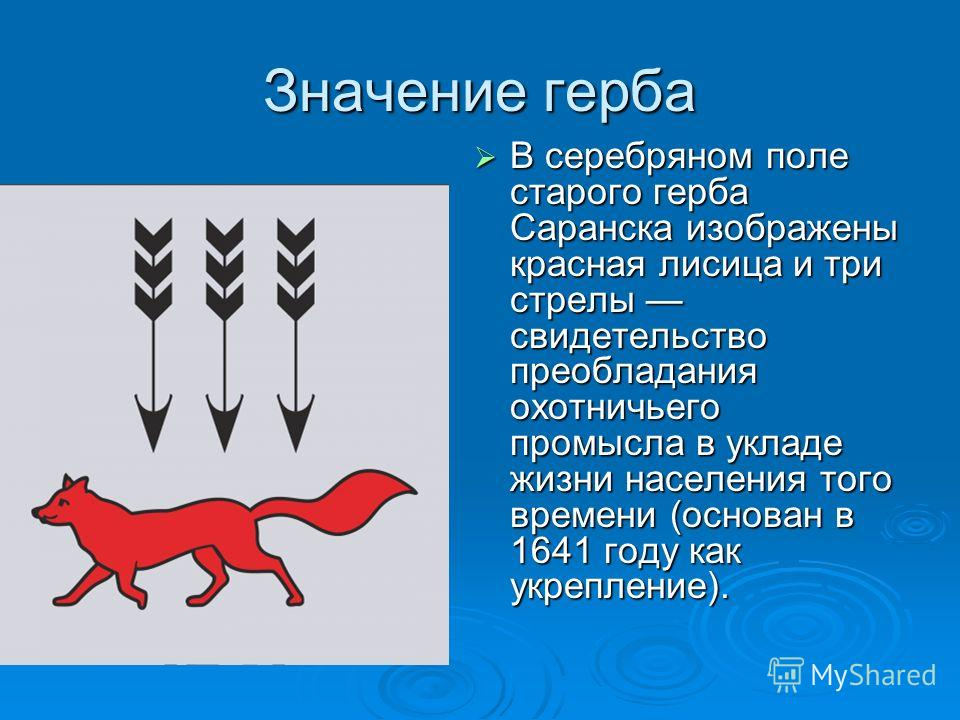 Значение герба
В серебряном поле
старого герба
Саранска изображены
красная лисица и три
стрелы —
свидетельство
преобладания
охотничьего
промысла в укладе
жизни населения того
времени (основан в
1641 году как
укрепление).
MyShared